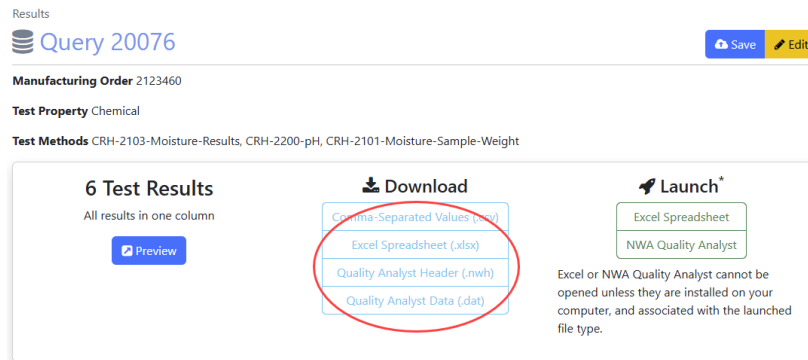 Results
Query 20076
Save
Edit
Manufacturing Order 2123460
Test Property Chemical
Test Methods CRH-2103-Moisture-Results, CRH-2200-pH, CRH-2101-Moisture-Sample-Weight
6 Test Results
All results in one column
Preview
Download
Comma-Separated Values (.csv)
Excel Spreadsheet (.xlsx)
Quality Analyst Header (.nwh)
Quality Analyst Data (.dat)
Launch*
Excel Spreadsheet
NWA Quality Analyst
Excel or NWA Quality Analyst cannot be
opened unless they are installed on your
computer, and associated with the launched
file type.